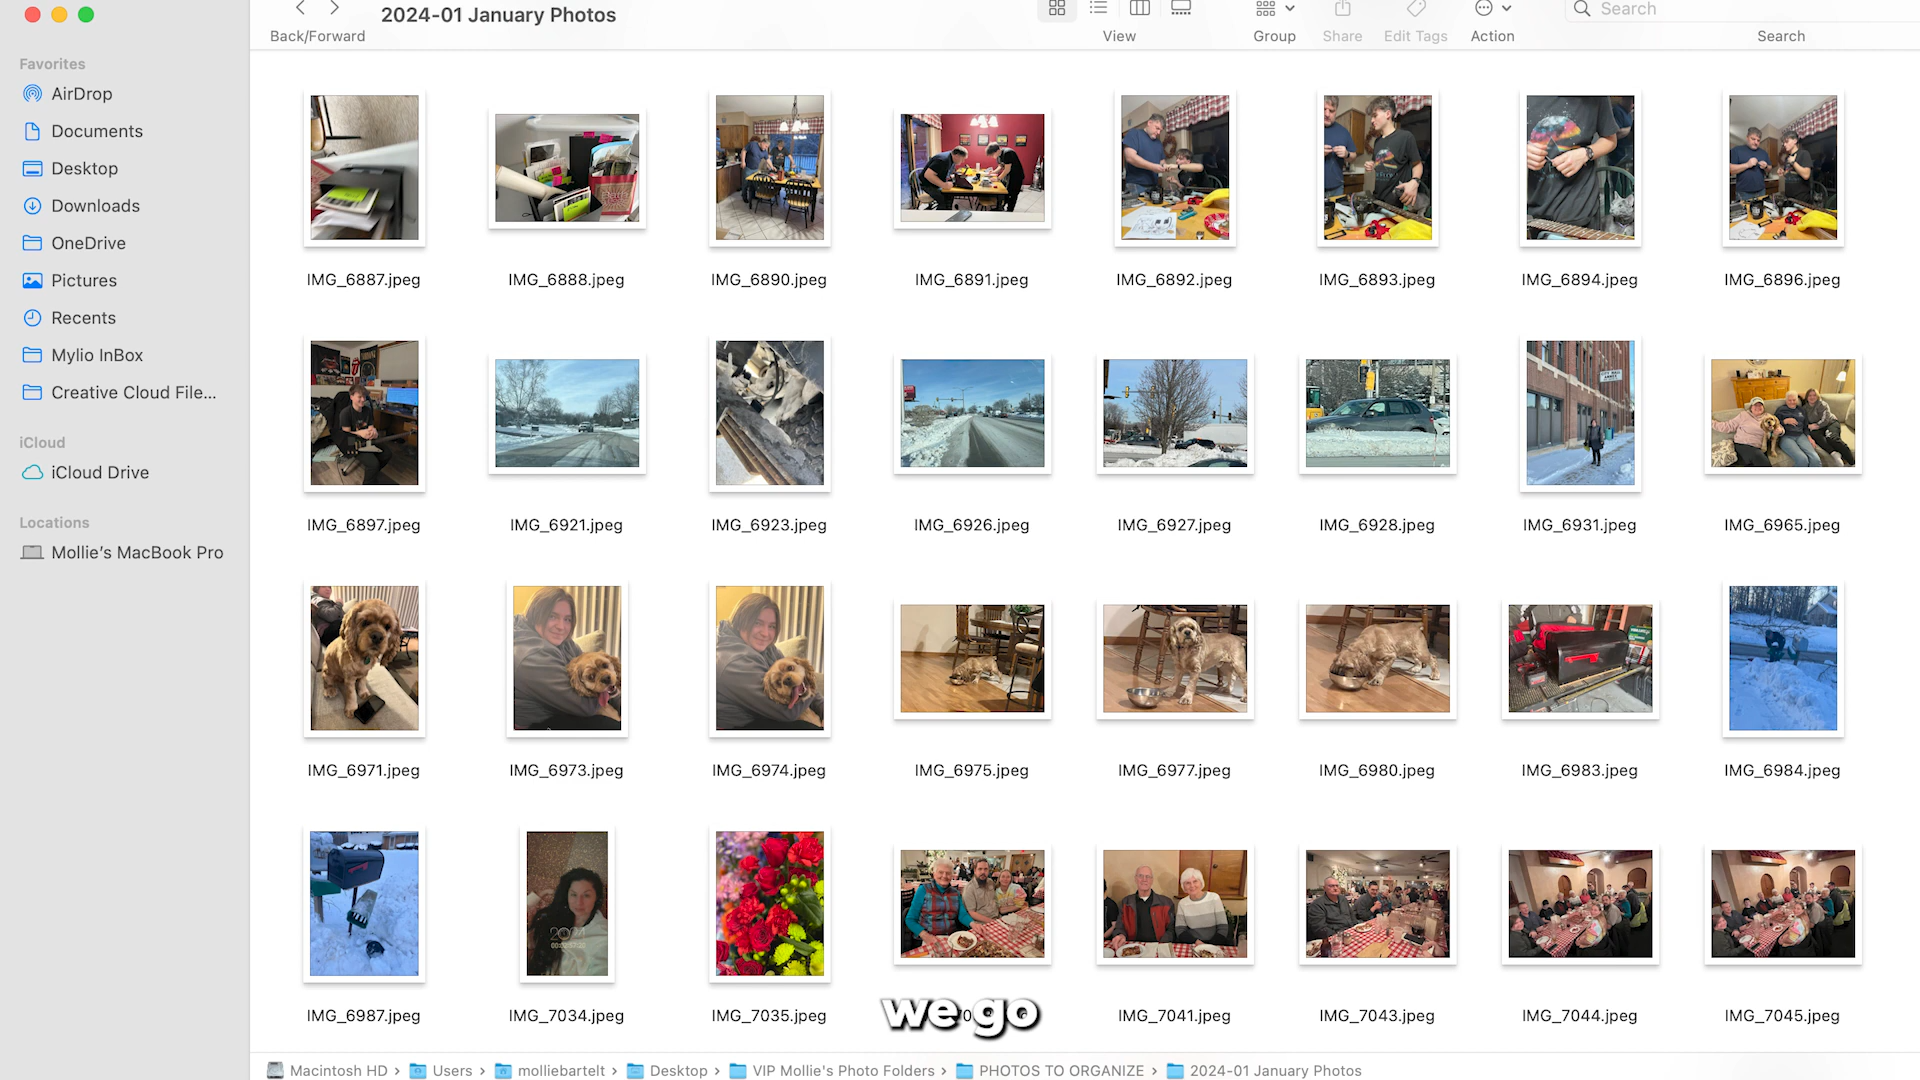 2024-01 January Photos
Search
Back/Forward
View
Group
Share
Edit Tags
Action
Search
Favorites
AirDrop
Documents
Desktop
Downloads
OneDrive
Pictures
Recents
Mylio InBox
Creative Cloud File...
iCloud
iCloud Drive
Locations
Mollie’s MacBook Pro
IMG_6887.jpeg IMG_6888.jpeg IMG_6890.jpeg IMG_6891.jpeg IMG_6892.jpeg IMG_6893.jpeg IMG_6894.jpeg IMG_6896.jpeg
IMG_6897.jpeg IMG_6921.jpeg IMG_6923.jpeg IMG_6926.jpeg IMG_6927.jpeg IMG_6928.jpeg IMG_6931.jpeg IMG_6965.jpeg
IMG_6971.jpeg IMG_6973.jpeg IMG_6974.jpeg IMG_6975.jpeg IMG_6977.jpeg IMG_6980.jpeg IMG_6983.jpeg IMG_6984.jpeg
2024
IMG_6987.jpeg IMG_7034.jpeg IMG_7035.jpeg IMG_7041.jpeg IMG_7043.jpeg IMG_7044.jpeg IMG_7045.jpeg
we go
Macintosh HD › Users › molliebartelt › Desktop › VIP Mollie's Photo Folders › PHOTOS TO ORGANIZE › 2024-01 January Photos